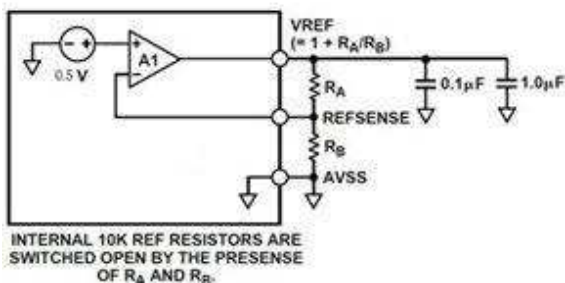 VREF
(= 1 + RA/RB)
- +
+
A1
0.5 V
−
RA
0.1µF
1.0µF
REFSENSE
RB
AVSS
INTERNAL 10K REF RESISTORS ARE
SWITCHED OPEN BY THE PRESENSE
OF RA AND RB.